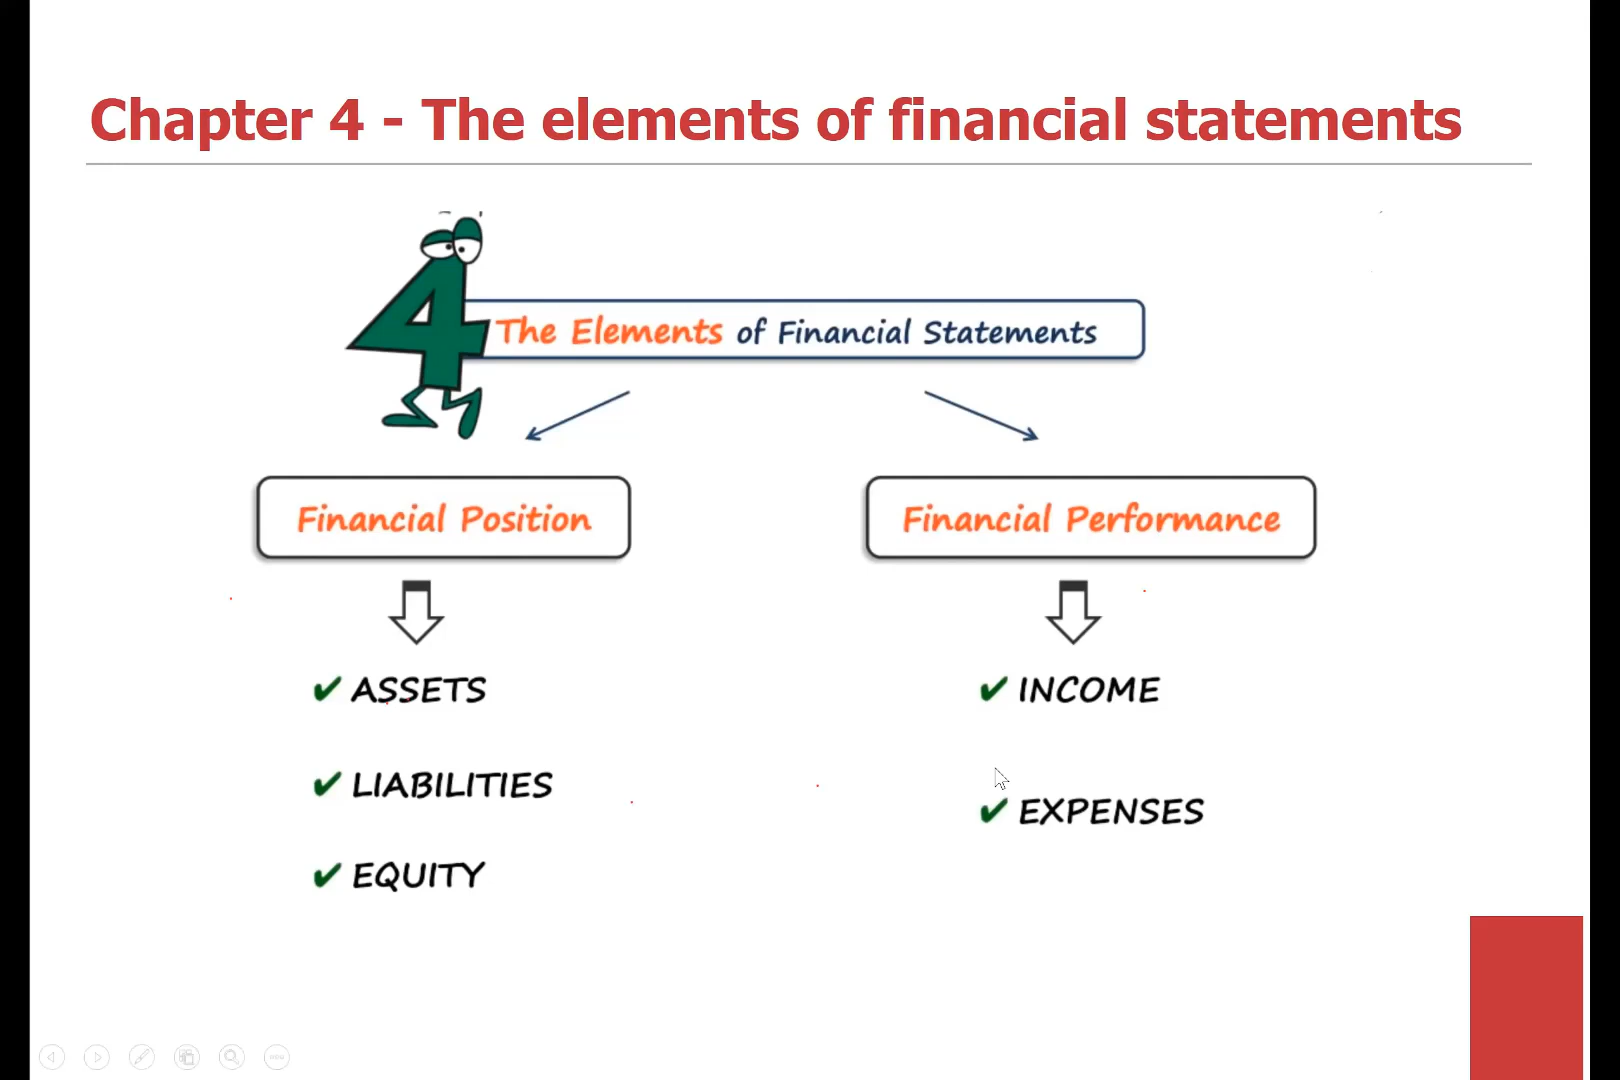 Chapter 4 - The elements of financial statements
4 The Elements of Financial Statements
Financial Position
Financial Performance
✔ ASSETS
✔ INCOME
✔ LIABILITIES
✔ EXPENSES
✔ EQUITY